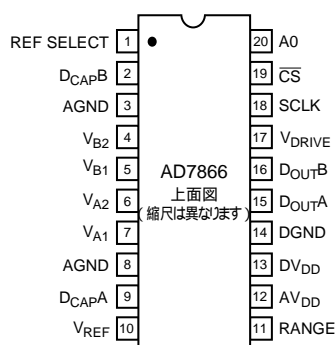 REF SELECT 1
DCAPB 2
AGND 3
VB2 4
VB1 5
VA2 6
VA1 7
AGND 8
DCAPA 9
VREF 10
AD7866
上面図
(縮尺は異なります)
20 A0
19 CS
18 SCLK
17 VDRIVE
16 DOUTB
15 DOUTA
14 DGND
13 DVDD
12 AVDD
11 RANGE